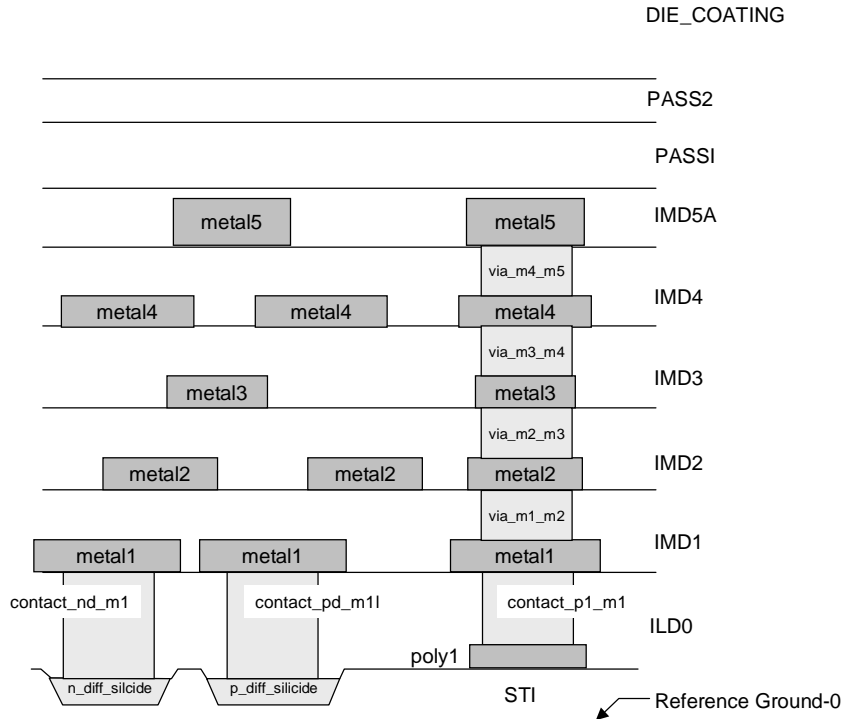 DIE_COATING
PASS2
PASSI
metal5 metal5 IMD5A
via_m4_m5
metal4 metal4 metal4 IMD4
via_m3_m4
metal3 metal3 IMD3
via_m2_m3
metal2 metal2 metal2 IMD2
via_m1_m2
metal1 metal1 metal1 IMD1
contact_nd_m1 contact_pd_m1l contact_p1_m1
ILD0
poly1
n_diff_silcide p_diff_silicide STI
Reference Ground-0